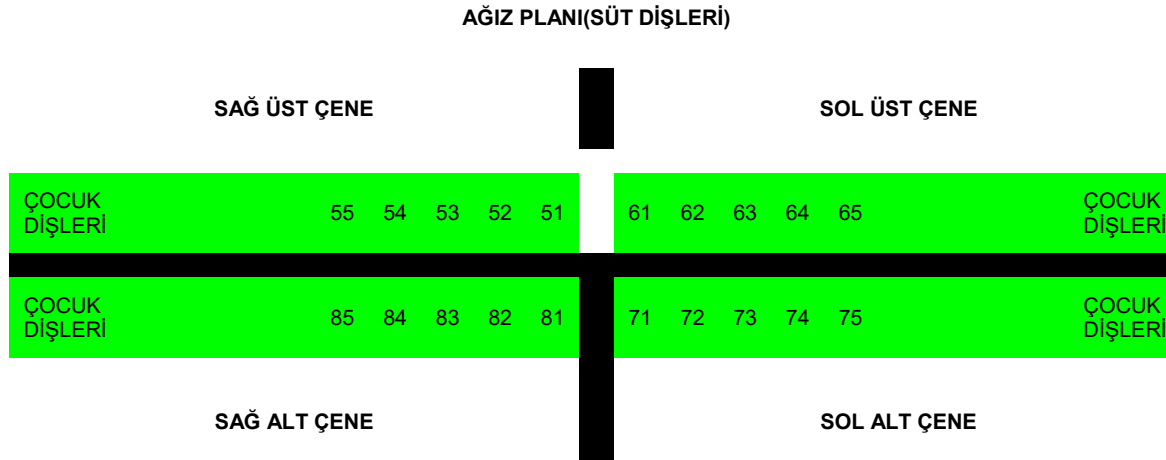 AĞIZ PLANI(SÜT DİŞLERİ)
SAĞ ÜST ÇENE
SOL ÜST ÇENE
ÇOCUK
DİŞLERİ
55 54 53 52 51
61 62 63 64 65
ÇOCUK
DİŞLERİ
ÇOCUK
DİŞLERİ
85 84 83 82 81
71 72 73 74 75
ÇOCUK
DİŞLERİ
SAĞ ALT ÇENE
SOL ALT ÇENE